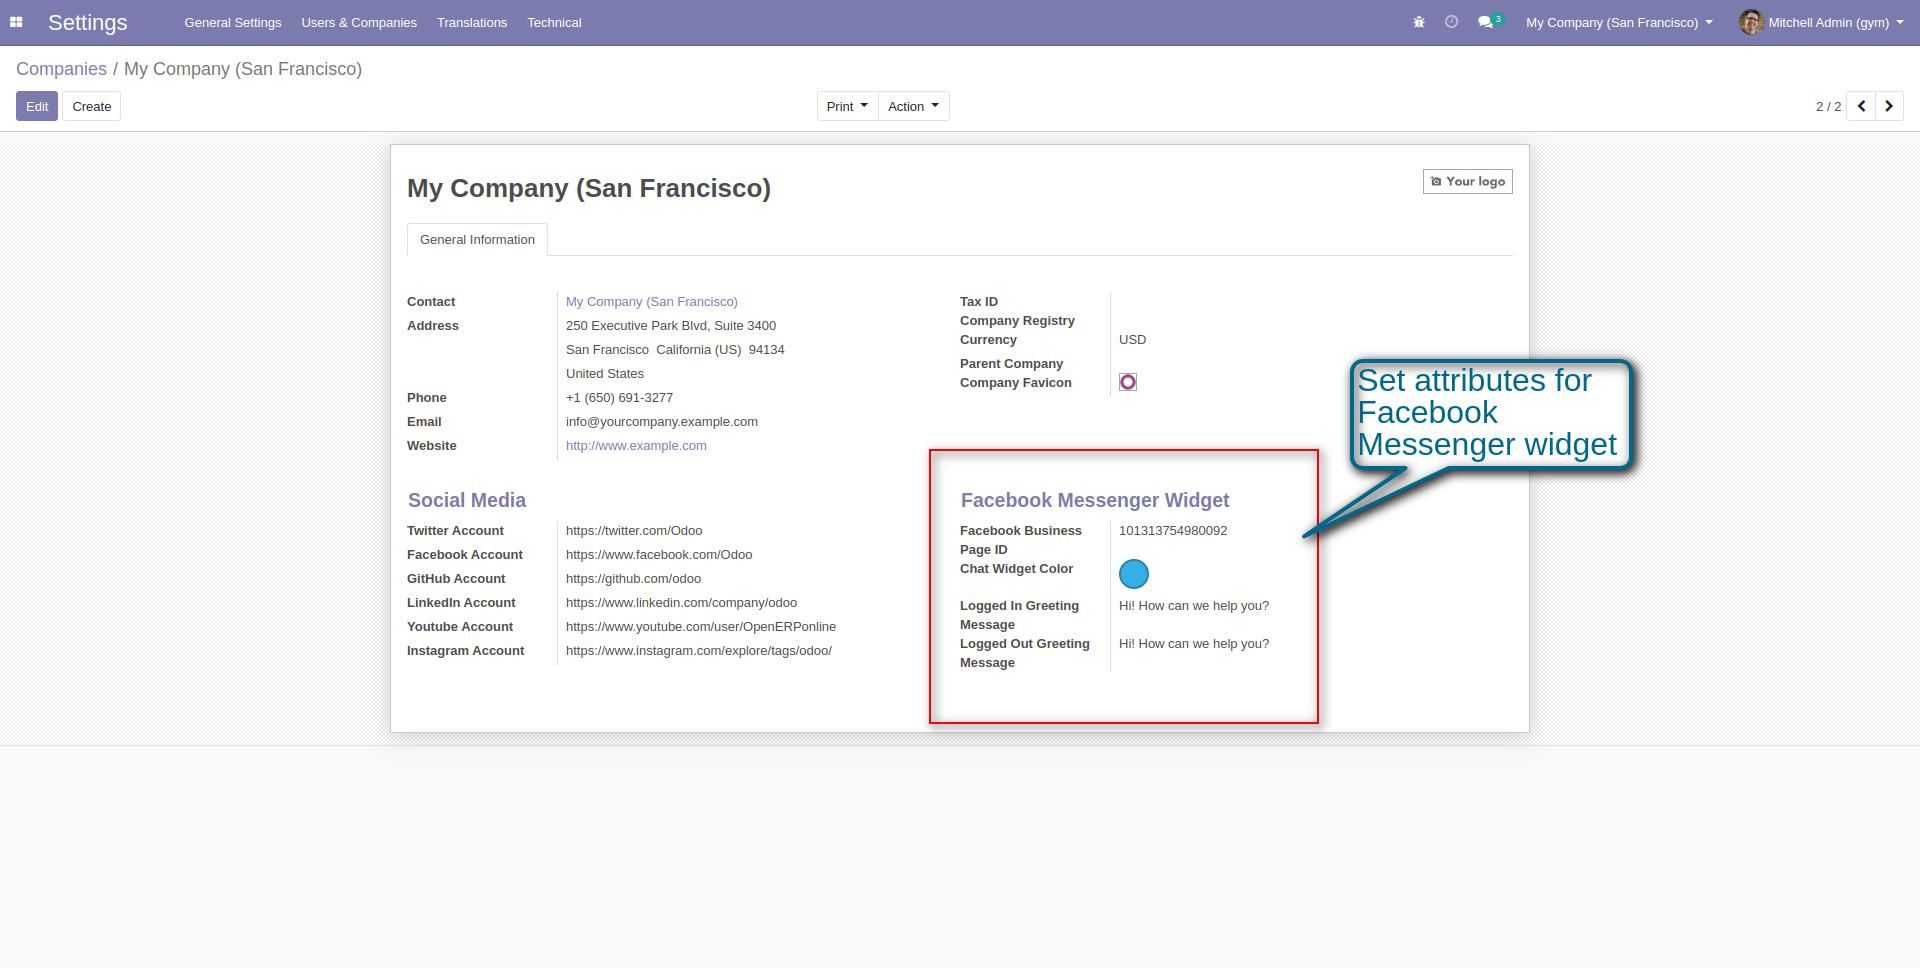 Settings
General Settings
Users & Companies
Translations
Technical
3
My Company (San Francisco)
Mitchell Admin (gym)
Companies / My Company (San Francisco)
Edit
Create
Print
Action
2 / 2
My Company (San Francisco)
Your logo
General Information
Contact
My Company (San Francisco)
Address
250 Executive Park Blvd, Suite 3400
San Francisco California (US) 94134
United States
Phone
+1 (650) 691-3277
Email
info@yourcompany.example.com
Website
http://www.example.com
Tax ID
Company Registry
Currency
USD
Parent Company
Company Favicon
Set attributes for
Facebook
Messenger widget
Social Media
Twitter Account
https://twitter.com/Odoo
Facebook Account
https://www.facebook.com/Odoo
GitHub Account
https://github.com/odoo
LinkedIn Account
https://www.linkedin.com/company/odoo
Youtube Account
https://www.youtube.com/user/OpenERPonline
Instagram Account
https://www.instagram.com/explore/tags/odoo/
Facebook Messenger Widget
Facebook Business
Page ID
101313754980092
Chat Widget Color
Logged In Greeting
Message
Hi! How can we help you?
Logged Out Greeting
Message
Hi! How can we help you?